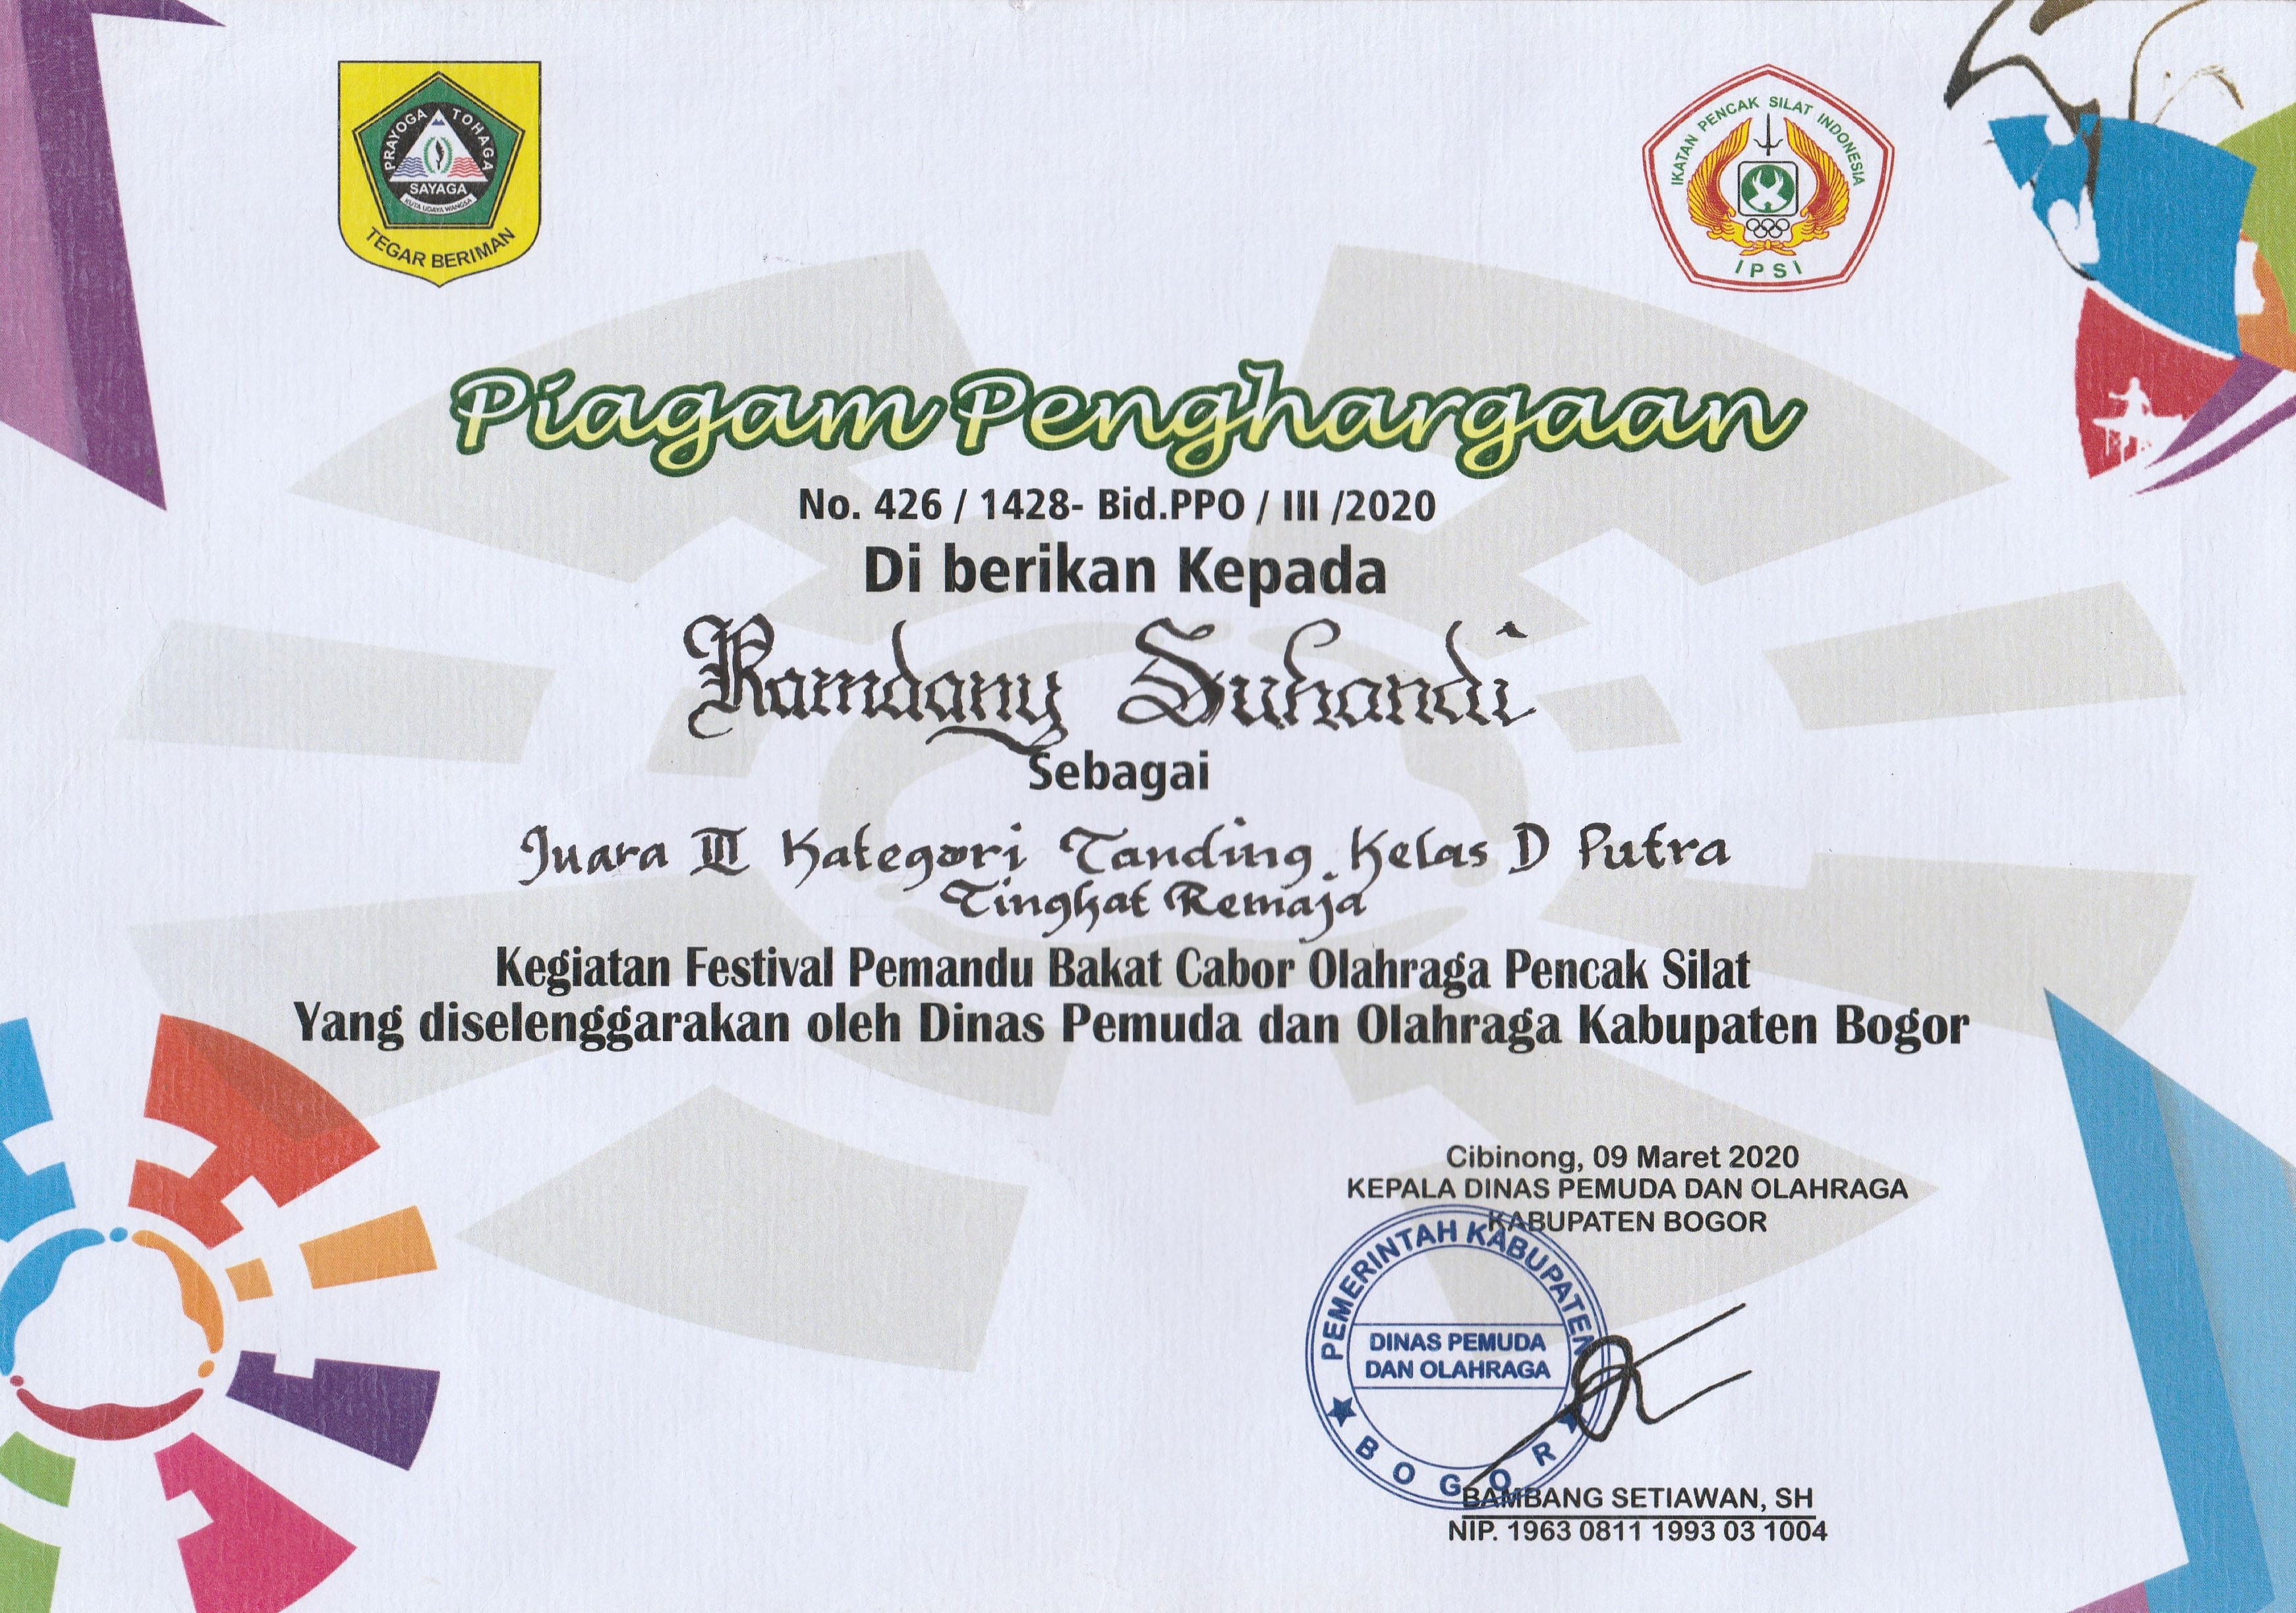 PRAYOGA TOHAGA
SAYAGA
KUTA UDAYA WANGSA
TEGAR BERIMAN
IKATAN PENCAK SILAT INDONESIA
IPSI
Piagam Penghargaan
No. 426 / 1428- Bid.PPO / III /2020
Di berikan Kepada
Ramdany Suhandi
Sebagai
Juara III Kategori Tanding Kelas D Putra
Tingkat Remaja
Kegiatan Festival Pemandu Bakat Cabor Olahraga Pencak Silat
Yang diselenggarakan oleh Dinas Pemuda dan Olahraga Kabupaten Bogor
Cibinong, 09 Maret 2020
KEPALA DINAS PEMUDA DAN OLAHRAGA
KABUPATEN BOGOR
PEMERINTAH KABUPATEN
DINAS PEMUDA
DAN OLAHRAGA
BOGOR
BAMBANG SETIAWAN, SH
NIP. 1963 0811 1993 03 1004